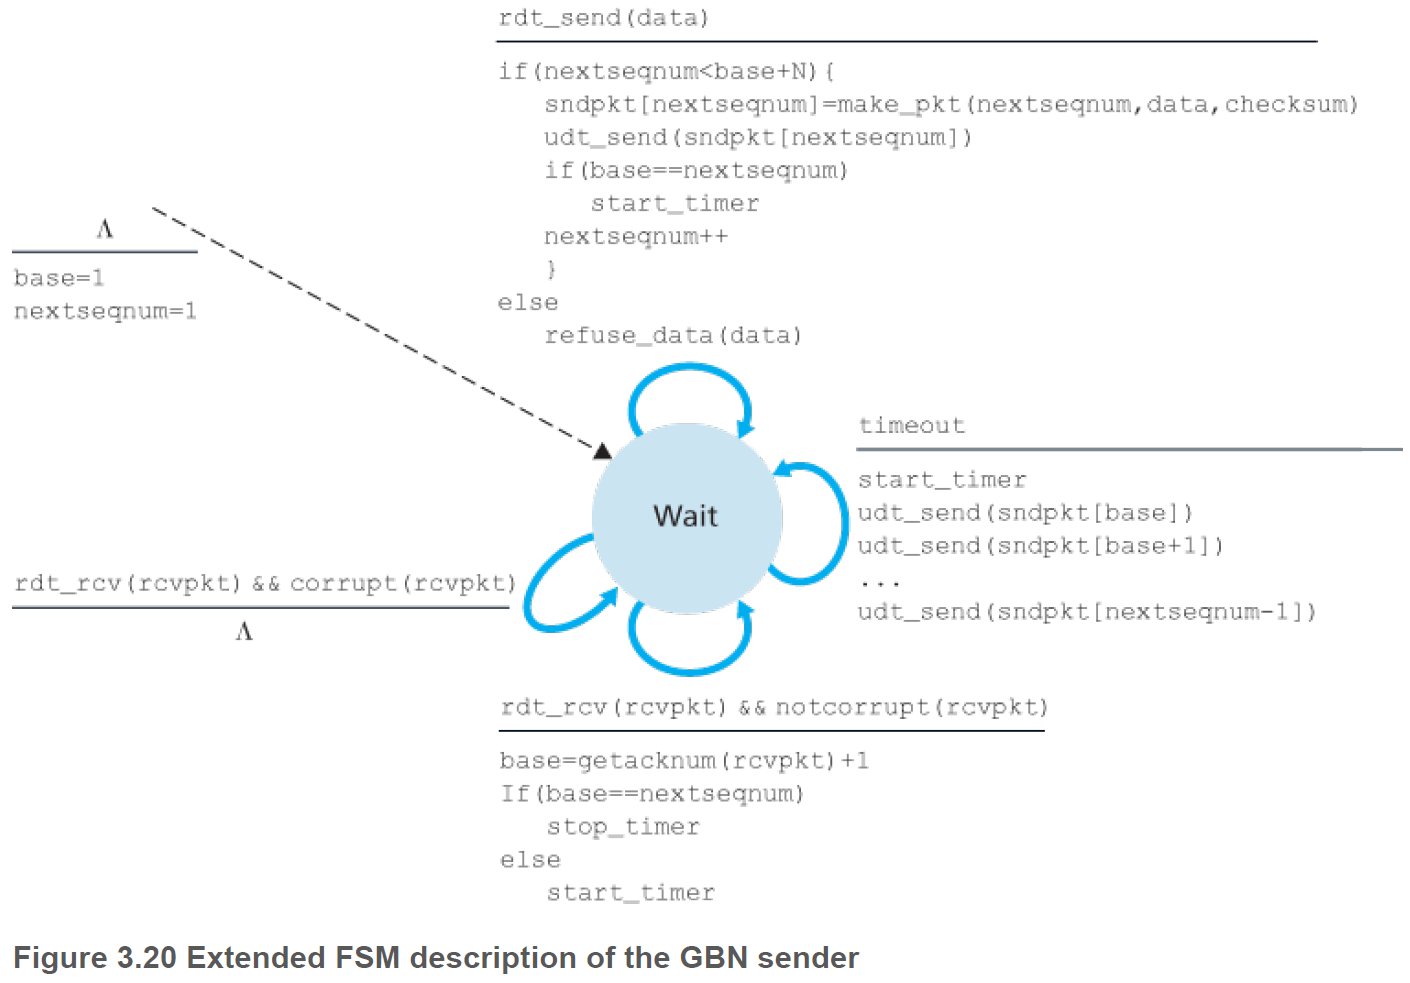 rdt_send(data)
if(nextseqnum<base+N){
sndpkt[nextseqnum]=make_pkt(nextseqnum,data,checksum)
udt_send(sndpkt[nextseqnum])
if(base==nextseqnum)
start_timer
nextseqnum++
}
else
refuse_data(data)
Λ
base=1
nextseqnum=1
Wait
timeout
start_timer
udt_send(sndpkt[base])
udt_send(sndpkt[base+1])
...
udt_send(sndpkt[nextseqnum-1])
rdt_rcv(rcvpkt) && corrupt(rcvpkt)
Λ
rdt_rcv(rcvpkt) && notcorrupt(rcvpkt)
base=getacknum(rcvpkt)+1
If(base==nextseqnum)
stop_timer
else
start_timer
Figure 3.20 Extended FSM description of the GBN sender